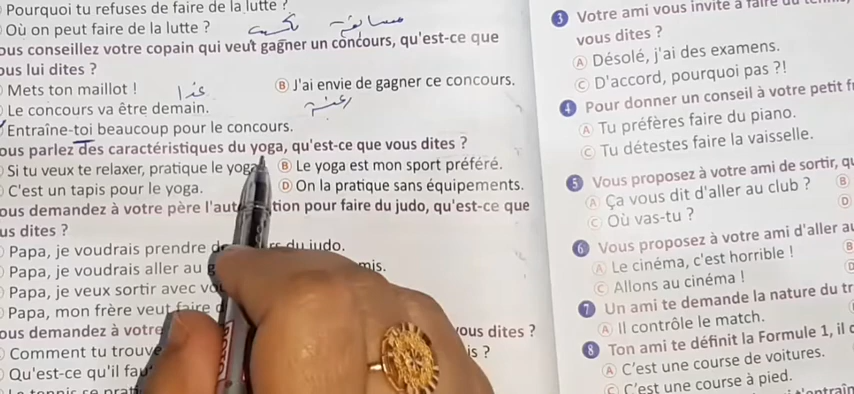 Pourquoi tu refuses de faire de la lutte ?
Où on peut faire de la lutte ?
ous conseillez votre copain qui veut gagner un concours, qu'est-ce que
ous lui dites ?
Mets ton maillot !
Ⓑ J'ai envie de gagner ce concours.
غدا
رغبة
Le concours va être demain.
Entraîne-toi beaucoup pour le concours.
ous parlez des caractéristiques du yoga, qu'est-ce que vous dites ?
Si tu veux te relaxer, pratique le yog
Ⓑ Le yoga est mon sport préféré.
C'est un tapis pour le yoga.
Ⓓ On la pratique sans équipements.
ous demandez à votre père l'aut tion pour faire du judo, qu'est-ce que
us dites ?
Papa, je voudrais prendre d rs du judo.
Papa, je voudrais aller au g mis.
Papa, je veux sortir avec vo
Papa, mon frère veut faire d
ous demandez à votre vous dites ?
Comment tu trouve is ?
Qu'est-ce qu'il fau
③ Votre ami vous invite à faire du
vous dites ?
Ⓐ Désolé, j'ai des examens.
Ⓒ D'accord, pourquoi pas ?!
④ Pour donner un conseil à votre petit f
Ⓐ Tu préfères faire du piano.
Ⓒ Tu détestes faire la vaisselle.
⑤ Vous proposez à votre ami de sortir, qu
Ⓐ Ça vous dit d'aller au club ? Ⓑ
Ⓒ Où vas-tu ? Ⓓ
⑥ Vous proposez à votre ami d'aller au
Ⓐ Le cinéma, c'est horrible ! Ⓑ
Ⓒ Allons au cinéma ! Ⓓ
⑦ Un ami te demande la nature du tr
Ⓐ Il contrôle le match.
⑧ Ton ami te définit la Formule 1, il d
Ⓐ C'est une course de voitures.
Ⓒ C'est une course à pied.